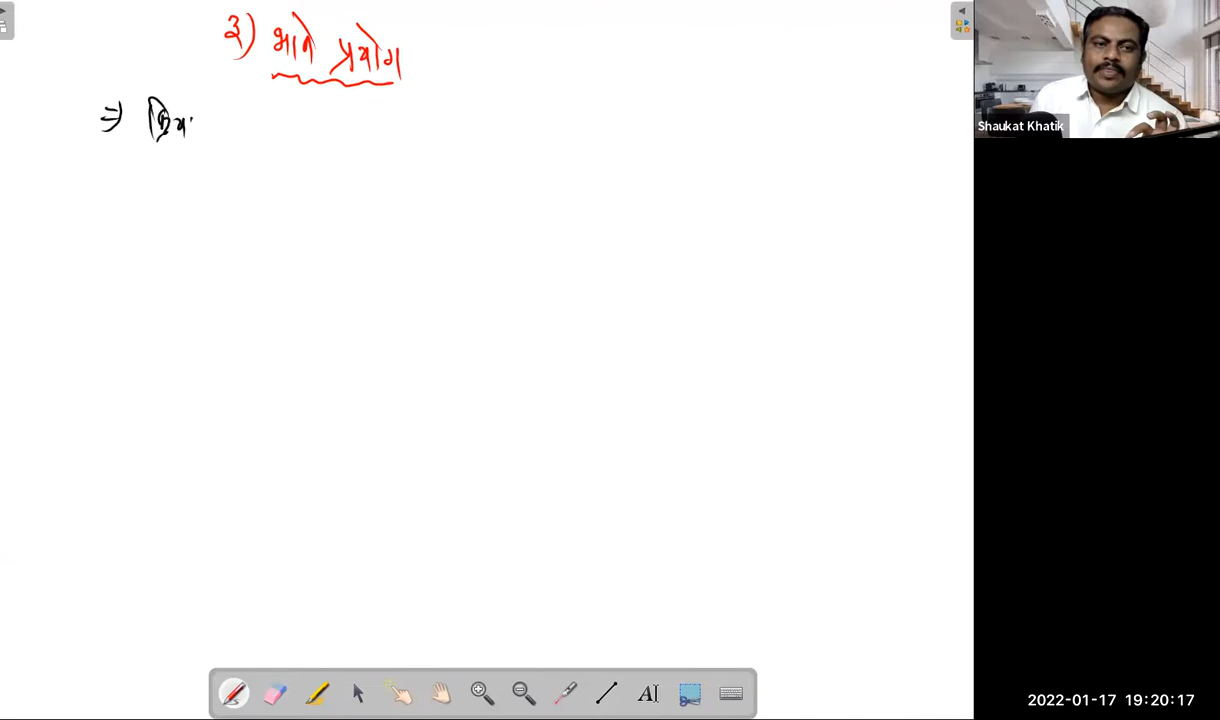 ३) भावे प्रयोग
Shaukat Khatik
⇒ क्रिय
2022-01-17 19:20:17